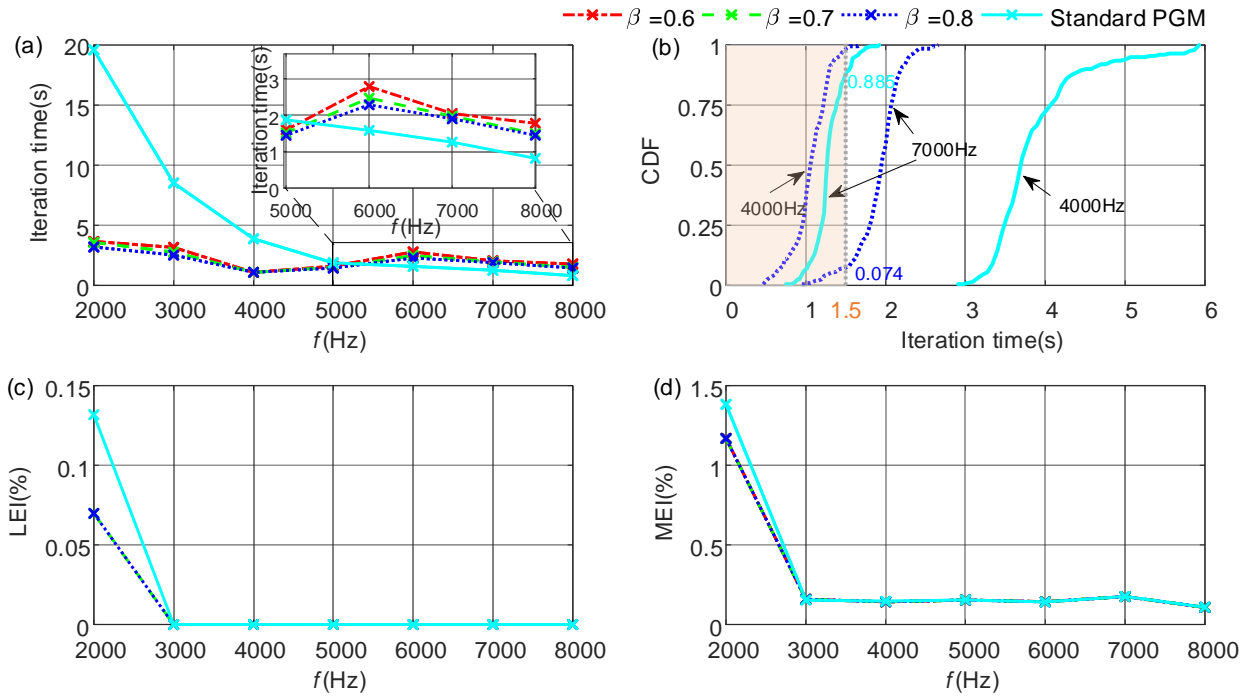 β =0.6 β =0.7 β =0.8 Standard PGM
(a)
20
15
10
5
0
Iteration time(s)
2000 3000 4000 5000 6000 7000 8000
f(Hz)
3
2
1
0
Iteration time(s)
5000 6000 7000 8000
f(Hz)
(b)
1
0.75
0.5
0.25
0
CDF
0.885
7000Hz
4000Hz
4000Hz
0.074
0 1 1.5 2 3 4 5 6
Iteration time(s)
(c)
0.15
0.1
0.05
0
LEI(%)
2000 3000 4000 5000 6000 7000 8000
f(Hz)
(d)
1.5
1
0.5
0
MEI(%)
2000 3000 4000 5000 6000 7000 8000
f(Hz)